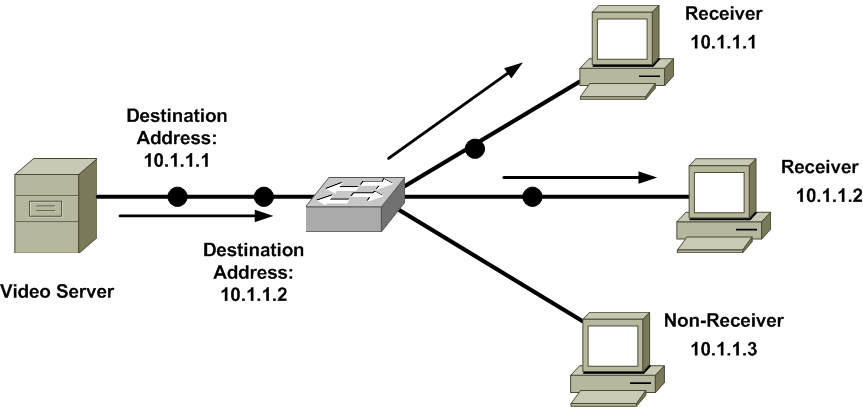 Receiver
10.1.1.1
Destination
Address:
10.1.1.1
Receiver
10.1.1.2
Destination
Address:
10.1.1.2
Video Server
Non-Receiver
10.1.1.3